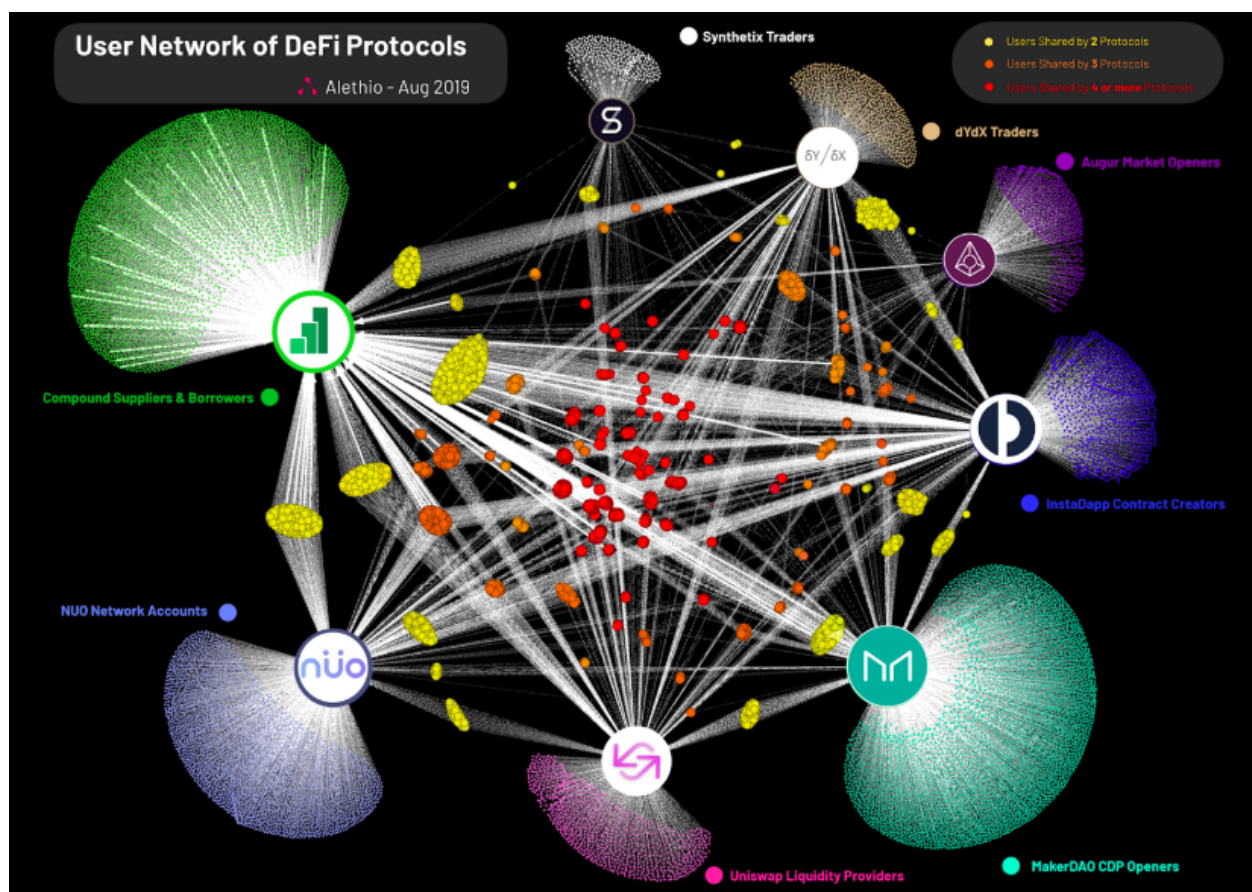 User Network of DeFi Protocols
Alethio - Aug 2019
Synthetix Traders
Users Shared by 2 Protocols
Users Shared by 3 Protocols
Users Shared by 4 or more Protocols
dYdX Traders
δY/δX
Augur Market Openers
Compound Suppliers & Borrowers
InstaDapp Contract Creators
NUO Network Accounts
nüo
Uniswap Liquidity Providers
MakerDAO CDP Openers